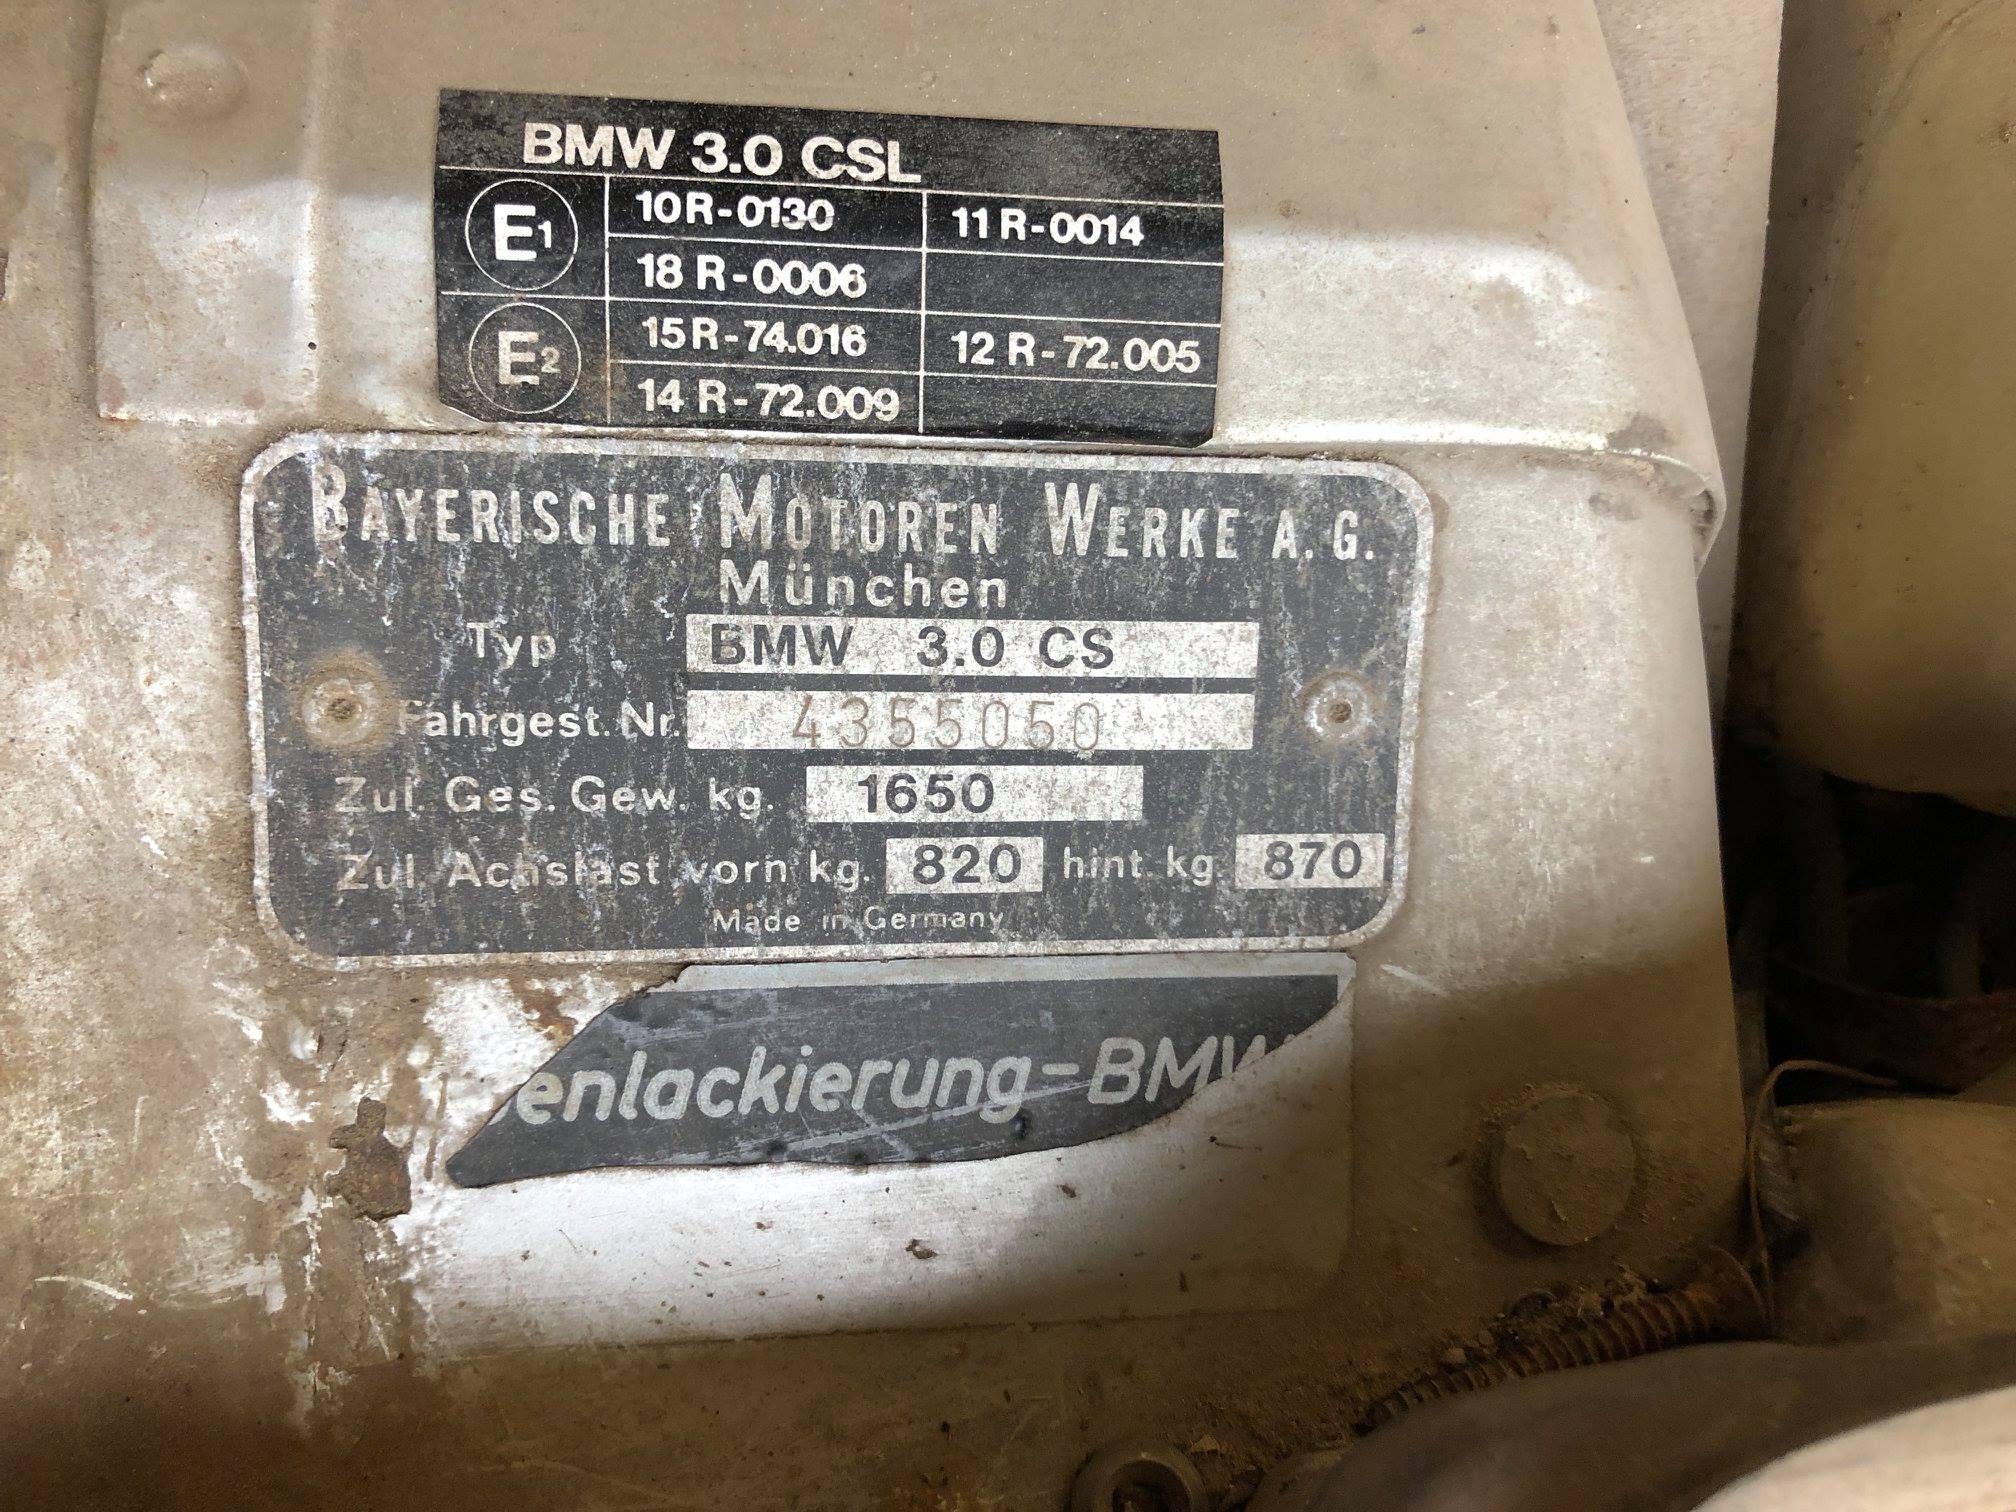 BMW 3.0 CSL
E1 10R-0130 11R-0014
18 R-0006
E2 15R-74.016 12 R-72.005
14 R-72.009
BAYERISCHE MOTOREN WERKE A.G.
München
Typ BMW 3.0 CS
Fahrgest. Nr. 4355050
Zul. Ges. Gew. kg. 1650
Zul. Achslast vorn kg. 820 hint. kg. 870
Made in Germany
enlackierung-BMW